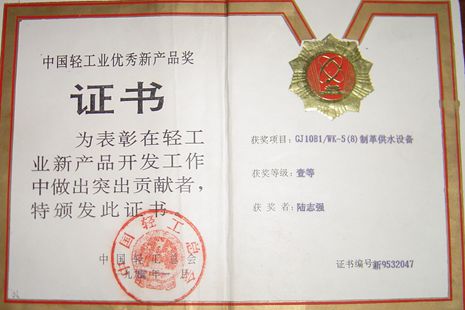 中国轻工业优秀新产品奖
证书
为表彰在轻工
业新产品开发工作
中做出突出贡献者，
特颁发此证书。
中国轻工总会
获奖项目：GJ10B1/WK-5(8)制革供水设备
获奖等级：壹等
获奖者：陆志强
证书编号 新9532047